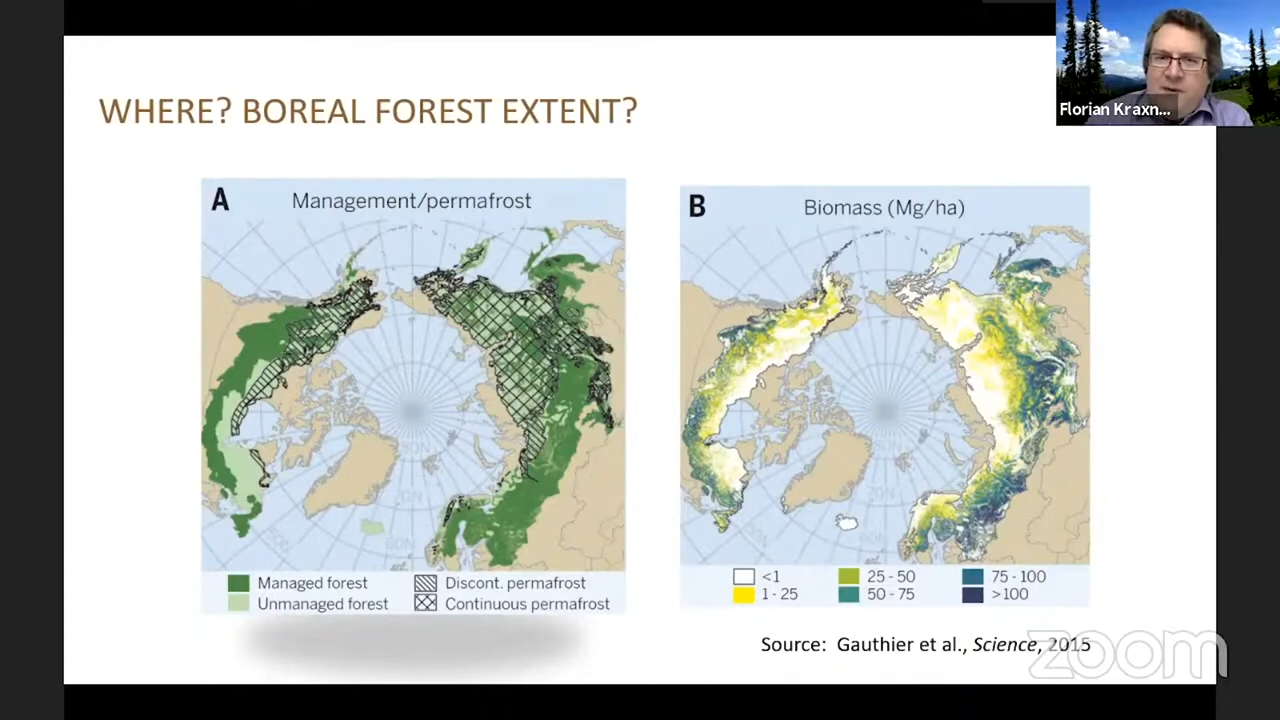 Florian Kraxn...
WHERE? BOREAL FOREST EXTENT?
A
Management/permafrost
Managed forest
Unmanaged forest
Discont. permafrost
Continuous permafrost
B
Biomass (Mg/ha)
<1
1 - 25
25 - 50
50 - 75
75 - 100
>100
Source: Gauthier et al., Science, 2015
zoom